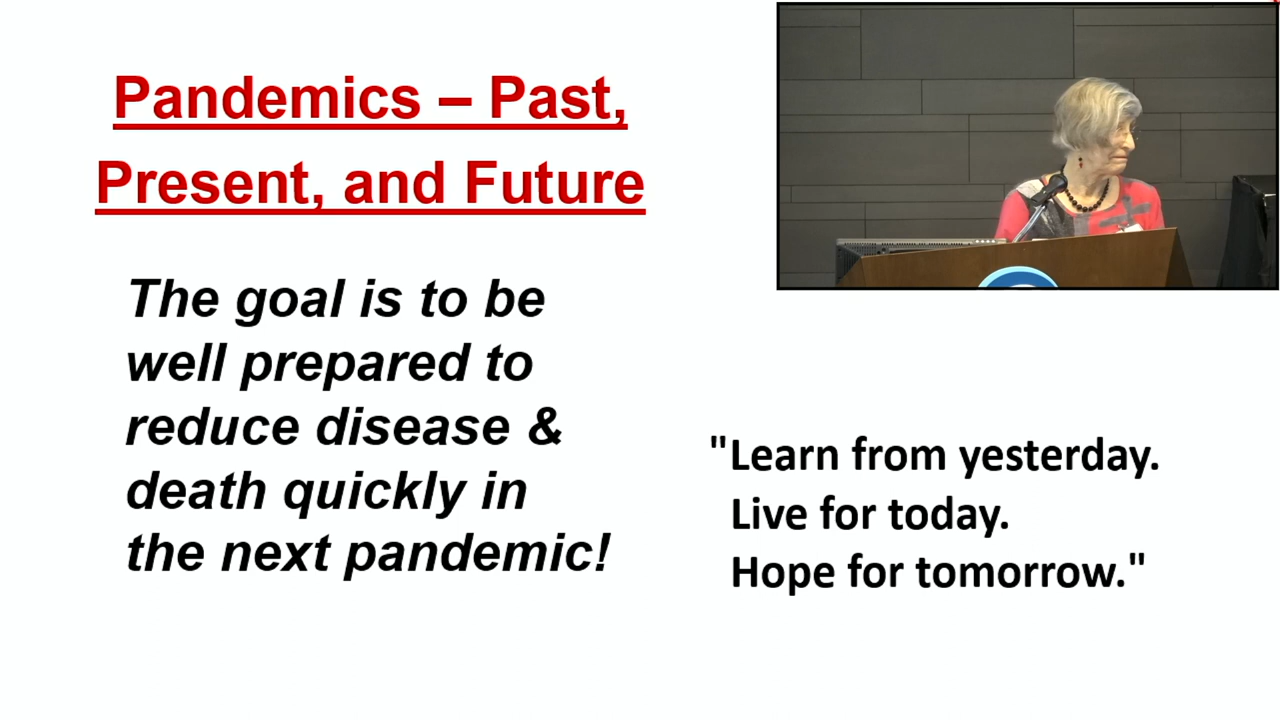 Pandemics – Past,
Present, and Future
The goal is to be
well prepared to
reduce disease &
death quickly in
the next pandemic!
"Learn from yesterday.
Live for today.
Hope for tomorrow."